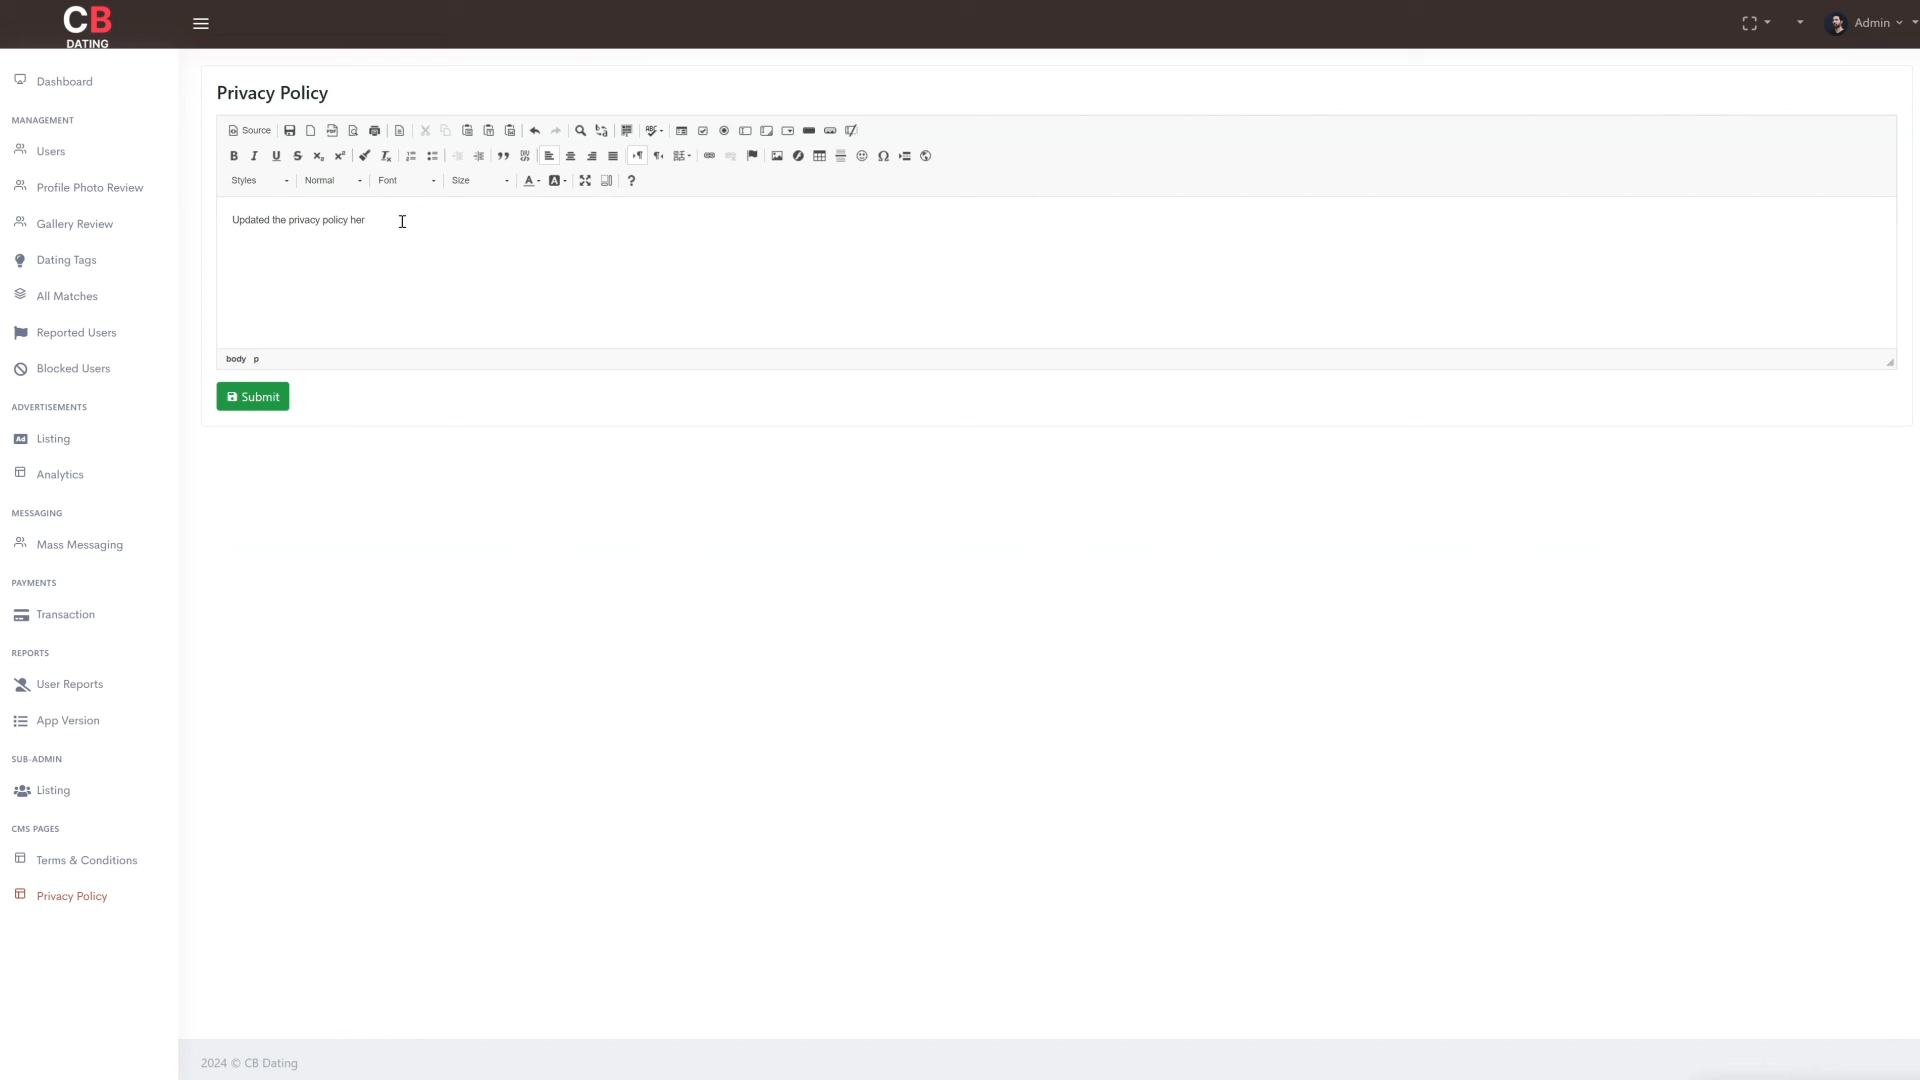 CB
DATING
Admin
Dashboard
MANAGEMENT
Users
Profile Photo Review
Gallery Review
Dating Tags
All Matches
Reported Users
Blocked Users
ADVERTISEMENTS
Ad Listing
Analytics
MESSAGING
Mass Messaging
PAYMENTS
Transaction
REPORTS
User Reports
App Version
SUB-ADMIN
Listing
CMS PAGES
Terms & Conditions
Privacy Policy
Privacy Policy
Source
Styles Normal Font Size
Updated the privacy policy her
body p
Submit
2024 © CB Dating